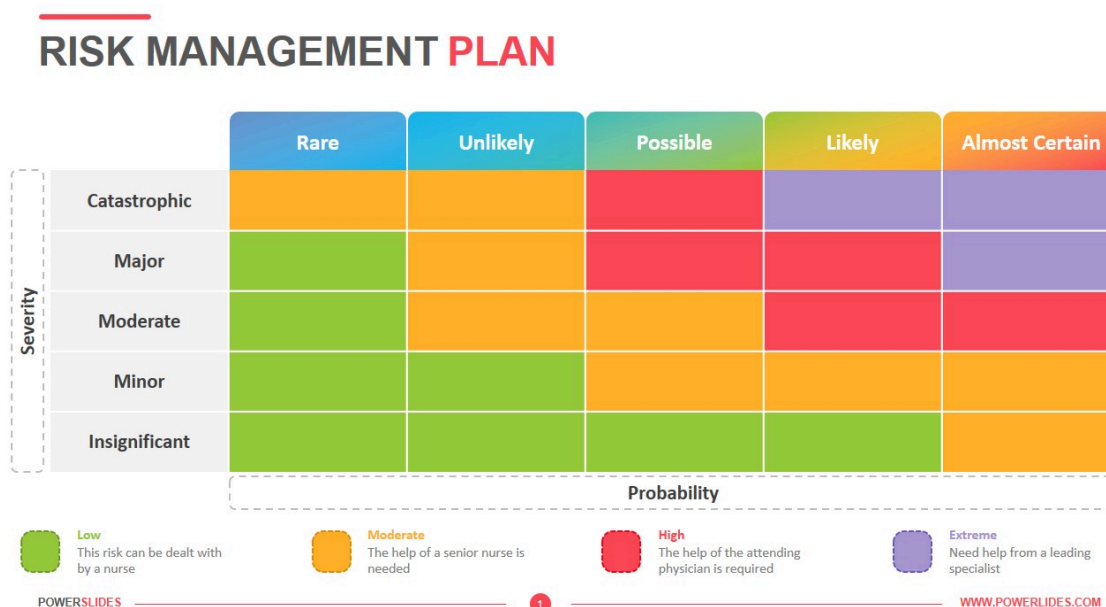 RISK MANAGEMENT PLAN
Rare Unlikely Possible Likely Almost Certain
Severity
Catastrophic
Major
Moderate
Minor
Insignificant
Probability
Low
This risk can be dealt with
by a nurse
Moderate
The help of a senior nurse is
needed
High
The help of the attending
physician is required
Extreme
Need help from a leading
specialist
POWERSLIDES
1
WWW.POWERLIDES.COM